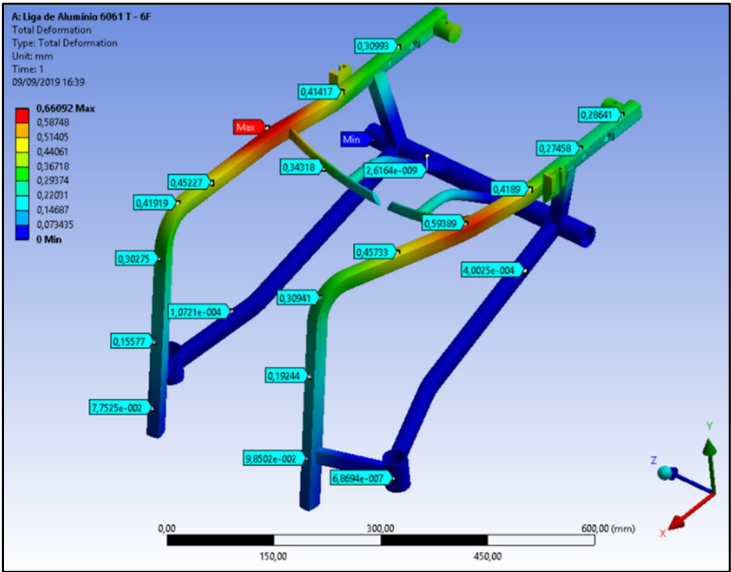 A: Liga de Alumínio 6061 T - 6F
Total Deformation
Type: Total Deformation
Unit: mm
Time: 1
09/09/2019 16:39
0,66092 Max
0,58748
0,51405
0,44061
0,36718
0,29374
0,22031
0,14687
0,073435
0 Min
0,30993
0,41417
Max
Min
0,28641
0,27458
0,34318
2,6164e-009
0,45227
0,4189
0,41919
0,59389
0,45733
0,30275
4,0025e-004
0,30941
1,0721e-004
0,15577
0,19244
7,7525e-002
9,8502e-002
6,8694e-007
Y
Z
X
0,00
300,00
600,00 (mm)
150,00
450,00